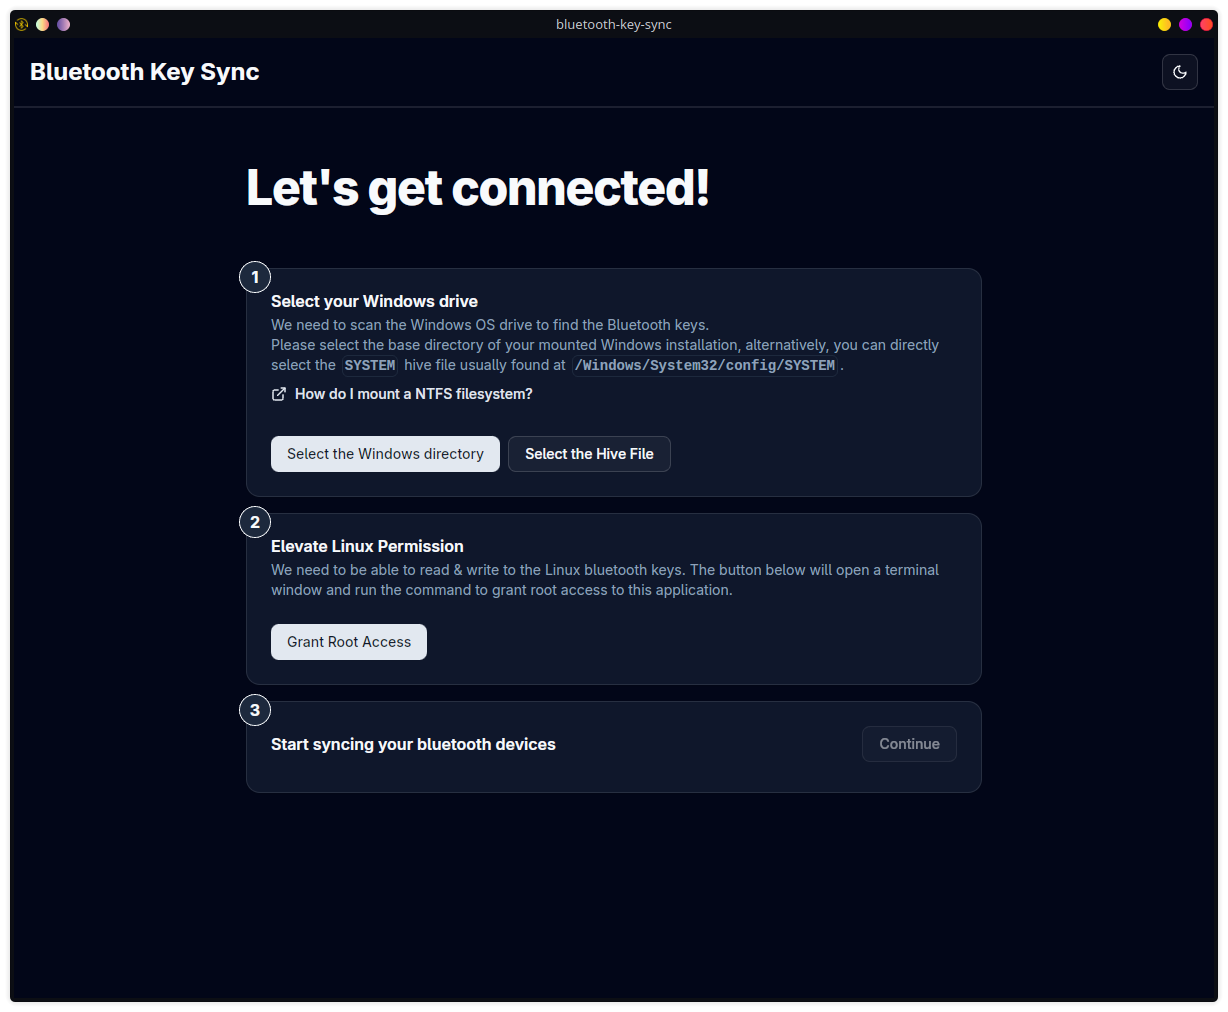 bluetooth-key-sync
Bluetooth Key Sync
Let's get connected!
1
Select your Windows drive
We need to scan the Windows OS drive to find the Bluetooth keys.
Please select the base directory of your mounted Windows installation, alternatively, you can directly
select the SYSTEM hive file usually found at /Windows/System32/config/SYSTEM .
How do I mount a NTFS filesystem?
Select the Windows directory
Select the Hive File
2
Elevate Linux Permission
We need to be able to read & write to the Linux bluetooth keys. The button below will open a terminal
window and run the command to grant root access to this application.
Grant Root Access
3
Start syncing your bluetooth devices
Continue